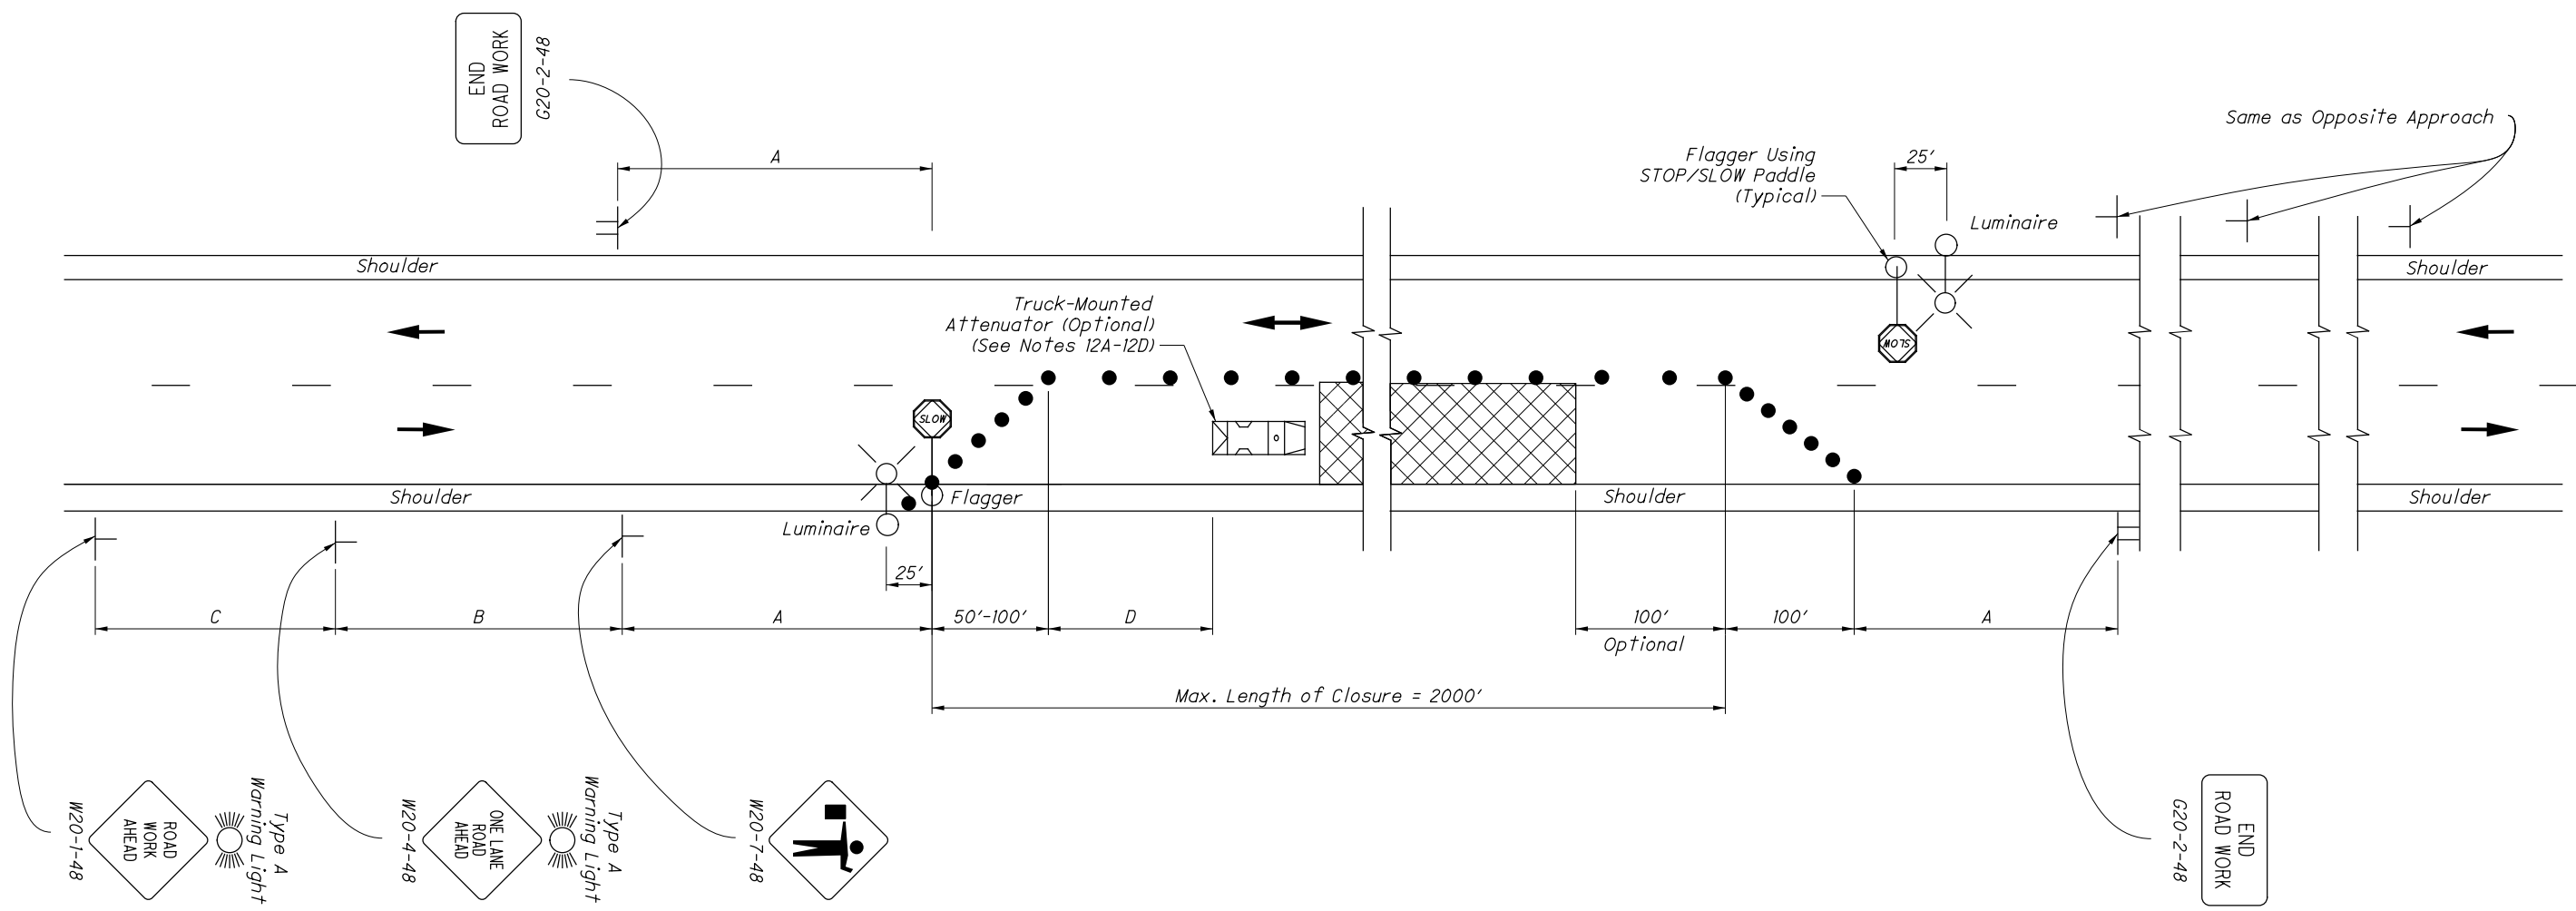 END
ROAD WORK
G20-2-48
A
Same as Opposite Approach
Flagger Using
STOP/SLOW Paddle
(Typical)
25'
Luminaire
Shoulder
Shoulder
Truck-Mounted
Attenuator (Optional)
(See Notes 12A-12D)
SLOW
SLOW
Shoulder
Flagger
Shoulder
Shoulder
Luminaire
25'
C
B
A
50'-100'
D
100'
Optional
100'
A
Max. Length of Closure = 2000'
W20-1-48
ROAD
WORK
AHEAD
Type A
Warning Light
W20-4-48
ONE LANE
ROAD
AHEAD
Type A
Warning Light
W20-7-48
G20-2-48
END
ROAD WORK